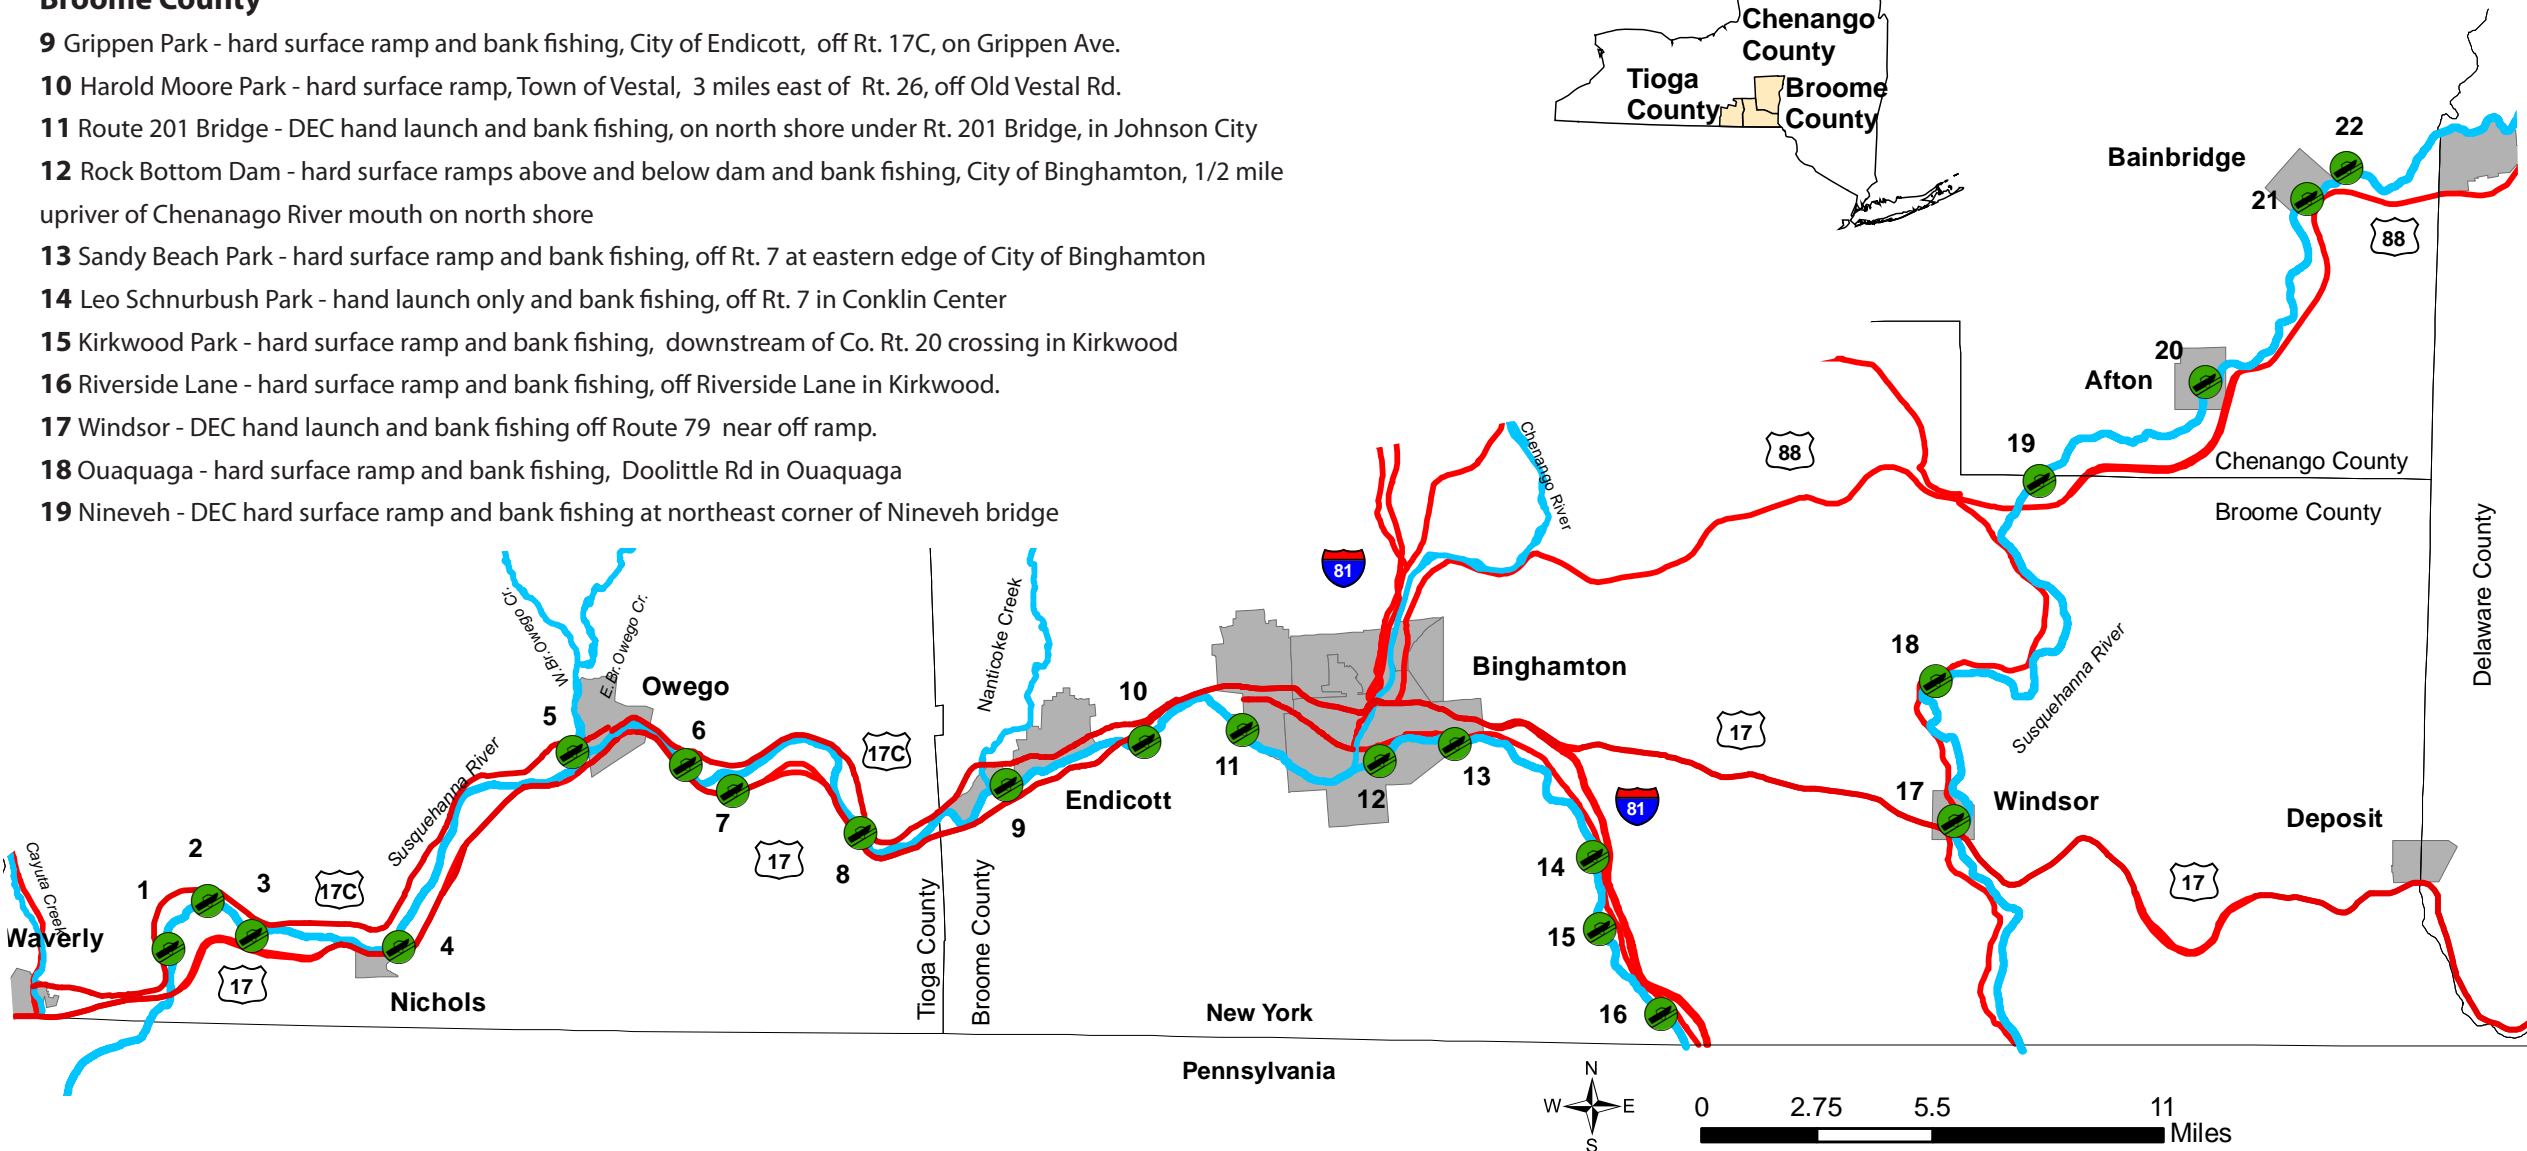 Broome County
9 Grippen Park - hard surface ramp and bank fishing, City of Endicott, off Rt. 17C, on Grippen Ave.
10 Harold Moore Park - hard surface ramp, Town of Vestal, 3 miles east of Rt. 26, off Old Vestal Rd.
11 Route 201 Bridge - DEC hand launch and bank fishing, on north shore under Rt. 201 Bridge, in Johnson City
12 Rock Bottom Dam - hard surface ramps above and below dam and bank fishing, City of Binghamton, 1/2 mile
upriver of Chenanago River mouth on north shore
13 Sandy Beach Park - hard surface ramp and bank fishing, off Rt. 7 at eastern edge of City of Binghamton
14 Leo Schnurbush Park - hand launch only and bank fishing, off Rt. 7 in Conklin Center
15 Kirkwood Park - hard surface ramp and bank fishing, downstream of Co. Rt. 20 crossing in Kirkwood
16 Riverside Lane - hard surface ramp and bank fishing, off Riverside Lane in Kirkwood.
17 Windsor - DEC hand launch and bank fishing off Route 79 near off ramp.
18 Ouaquaga - hard surface ramp and bank fishing, Doolittle Rd in Ouaquaga
19 Nineveh - DEC hard surface ramp and bank fishing at northeast corner of Nineveh bridge
Chenango
County
Tioga
County
Broome
County
22
Bainbridge
21
88
20
Afton
19
Chenango County
Broome County
88
Chenango River
81
Delaware County
Nanticoke Creek
W.Br.Owego Cr.
E.Br.Owego Cr.
Owego
5
6
17C
10
Binghamton
18
Susquehanna River
17
11
12
13
Endicott
9
7
17
8
Susquehanna River
17
Windsor
81
Deposit
14
17
Cayuta Creek
2
1
3
17C
Waverly
4
17
Nichols
Tioga County
Broome County
15
16
New York
Pennsylvania
N
W
E
S
0
2.75
5.5
11
Miles